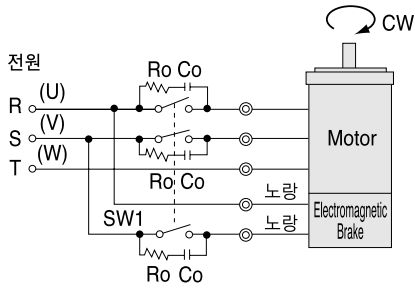 CW
전원
Ro Co
R (U)
S (V)
T (W)
Motor
Ro Co
노랑
Electromagnetic
Brake
SW1
노랑
Ro Co